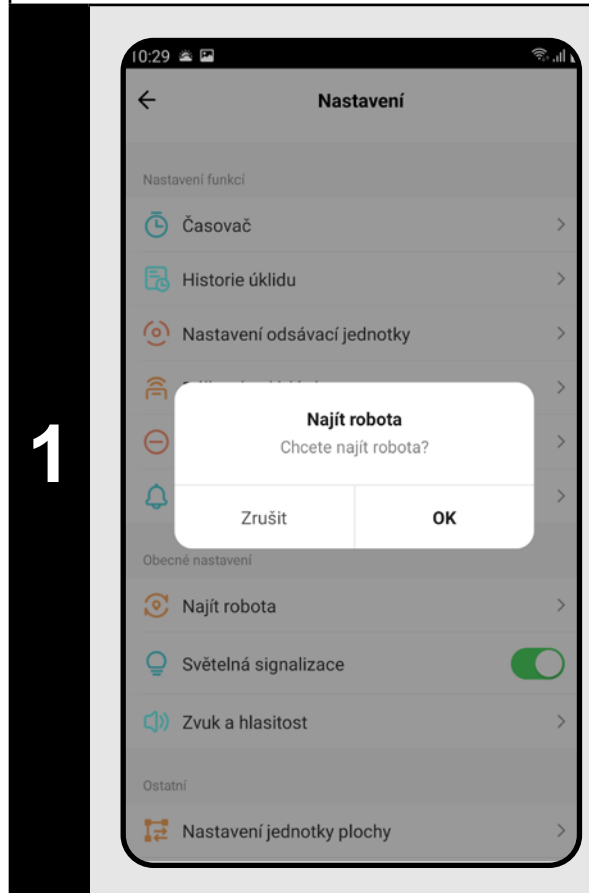 1
10:29
Nastavení
Nastavení funkcí
Časovač
Historie úklidu
Nastavení odsávací jednotky
Najít robota
Chcete najít robota?
Zrušit
OK
Obecné nastavení
Najít robota
Světelná signalizace
Zvuk a hlasitost
Ostatní
Nastavení jednotky plochy